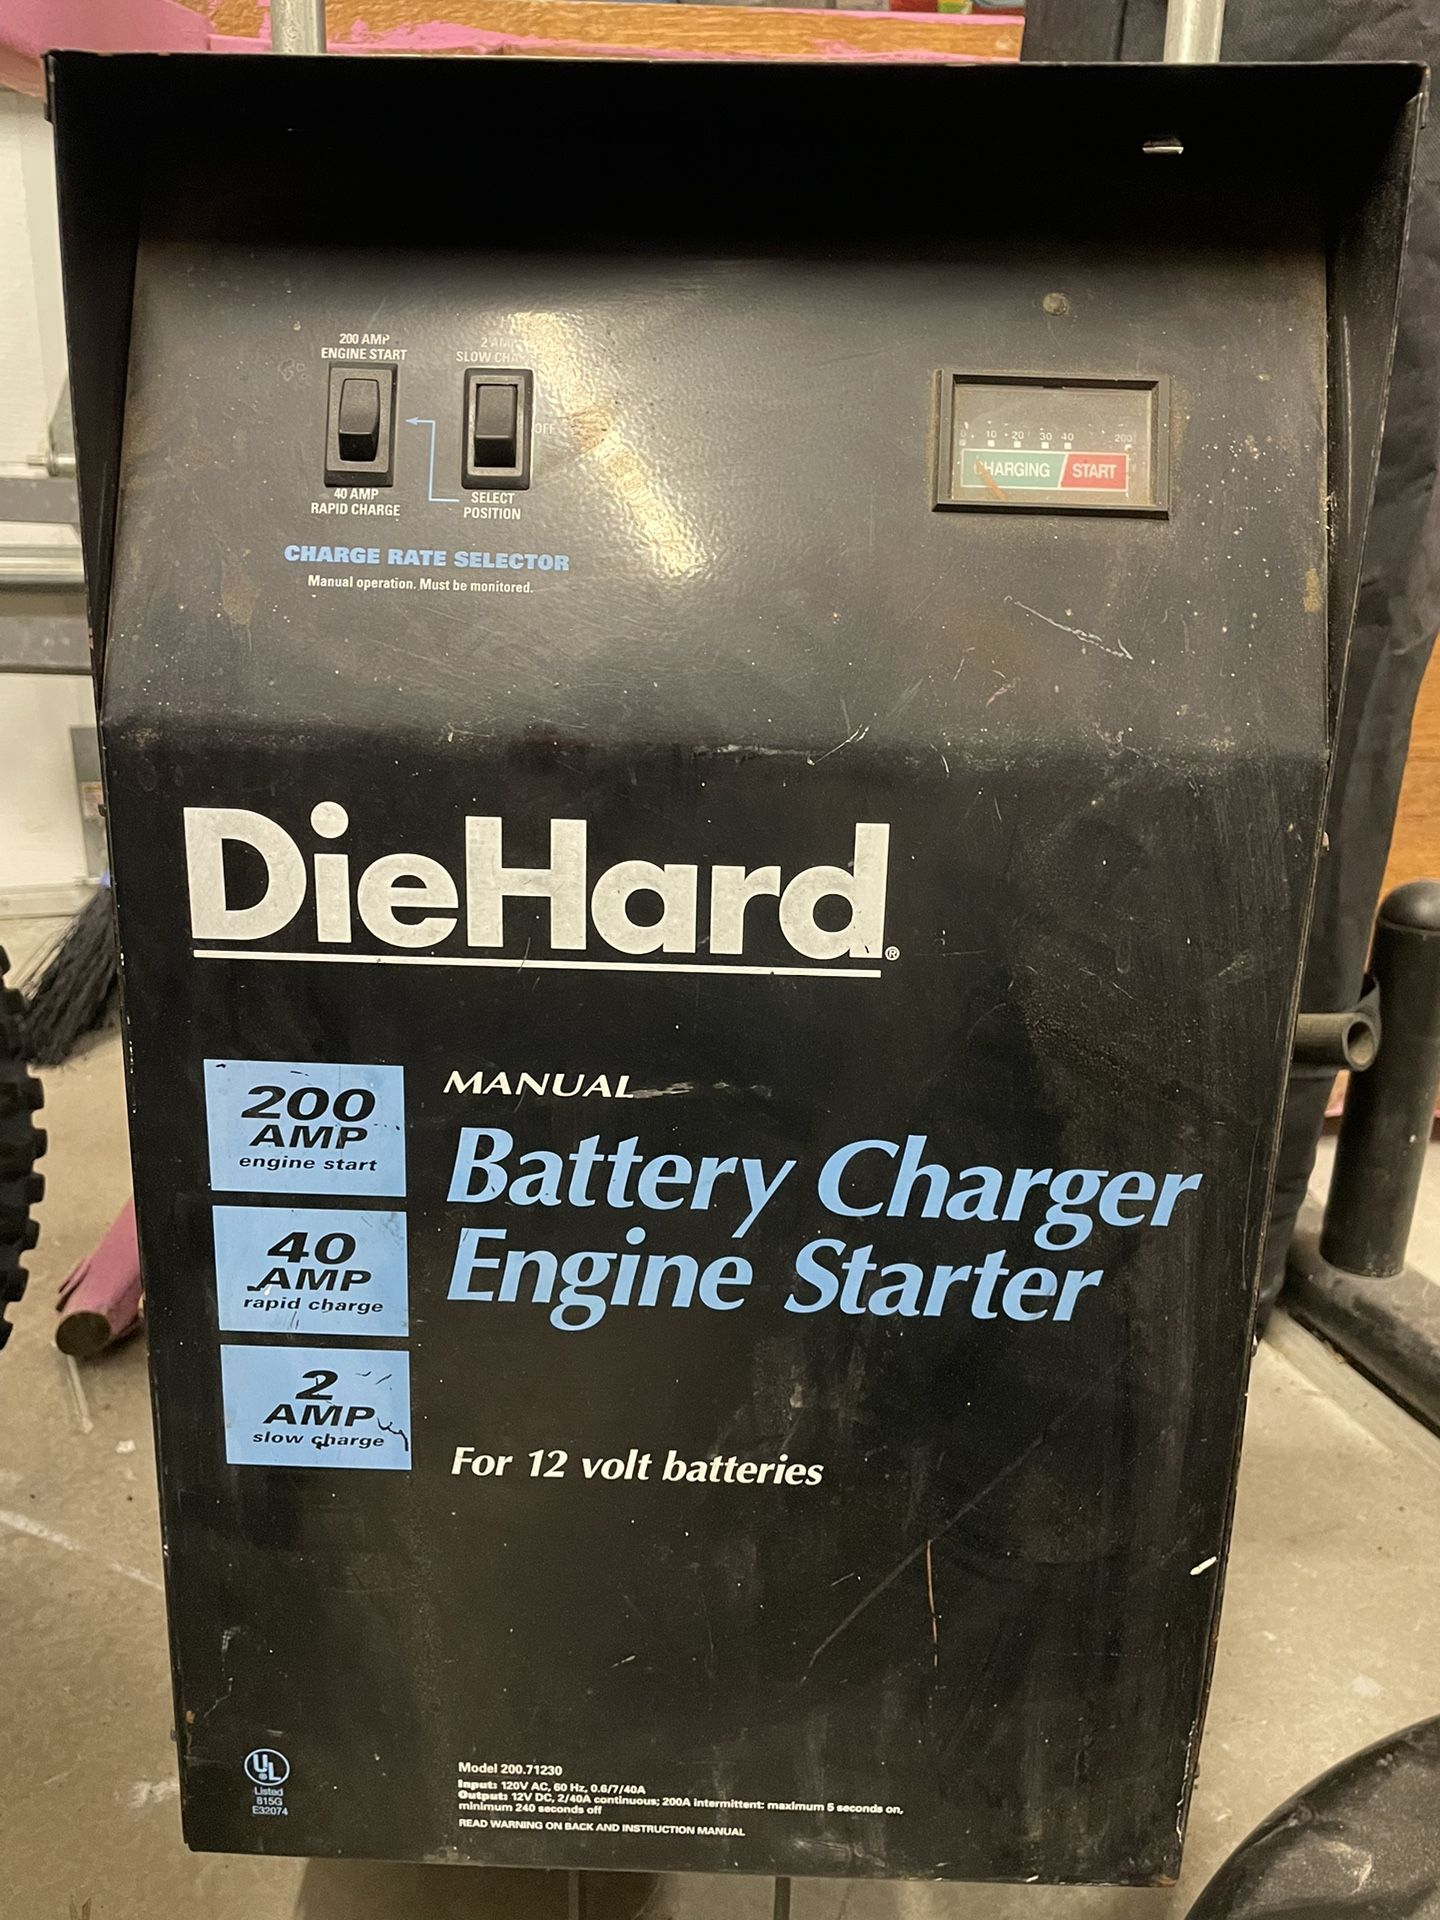 200 AMP
ENGINE START
2 AMP
SLOW CHARGE
OFF
40 AMP
RAPID CHARGE
SELECT
POSITION
CHARGE RATE SELECTOR
Manual operation. Must be monitored.
0 10 20 30 40 200
CHARGING START
DieHard®
200
AMP
engine start
40
AMP
rapid charge
2
AMP
slow charge
MANUAL
Battery Charger
Engine Starter
For 12 volt batteries
UL
®
Listed
815G
E32074
Model 200.71230
Input: 120V AC, 60 Hz, 0.6/7/40A
Output: 12V DC, 2/40A continuous; 200A intermittent: maximum 5 seconds on,
minimum 240 seconds off
READ WARNING ON BACK AND INSTRUCTION MANUAL